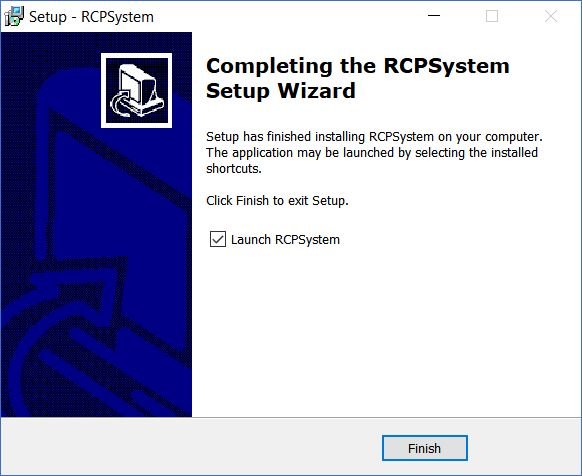 Setup - RCPSystem
Completing the RCPSystem
Setup Wizard
Setup has finished installing RCPSystem on your computer.
The application may be launched by selecting the installed
shortcuts.
Click Finish to exit Setup.
Launch RCPSystem
Finish